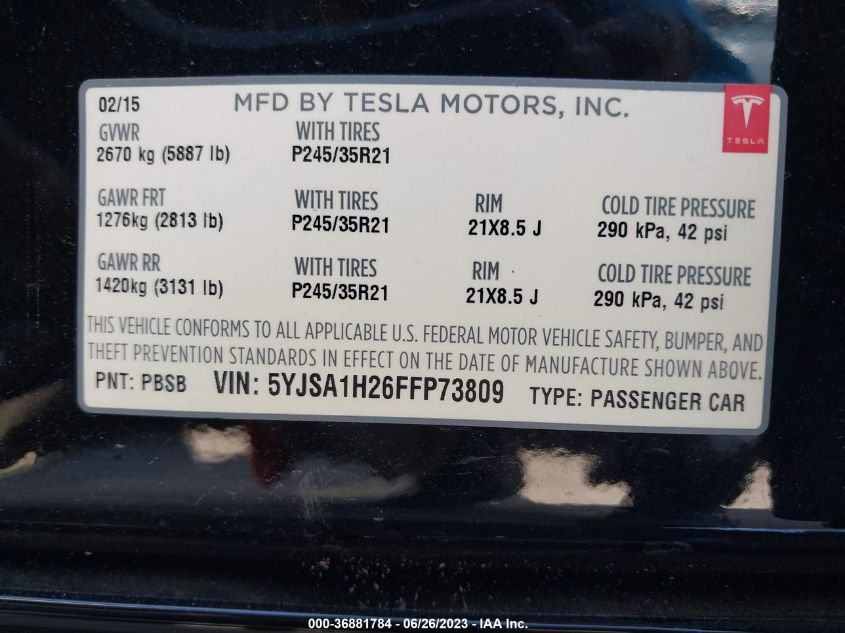 02/15 MFD BY TESLA MOTORS, INC.
TESLA
GVWR WITH TIRES
2670 kg (5887 lb) P245/35R21
GAWR FRT WITH TIRES RIM COLD TIRE PRESSURE
1276kg (2813 lb) P245/35R21 21X8.5 J 290 kPa, 42 psi
GAWR RR WITH TIRES RIM COLD TIRE PRESSURE
1420kg (3131 lb) P245/35R21 21X8.5 J 290 kPa, 42 psi
THIS VEHICLE CONFORMS TO ALL APPLICABLE U.S. FEDERAL MOTOR VEHICLE SAFETY, BUMPER, AND
THEFT PREVENTION STANDARDS IN EFFECT ON THE DATE OF MANUFACTURE SHOWN ABOVE.
PNT: PBSB VIN: 5YJSA1H26FFP73809 TYPE: PASSENGER CAR
000-36881784 - 06/26/2023 - IAA Inc.